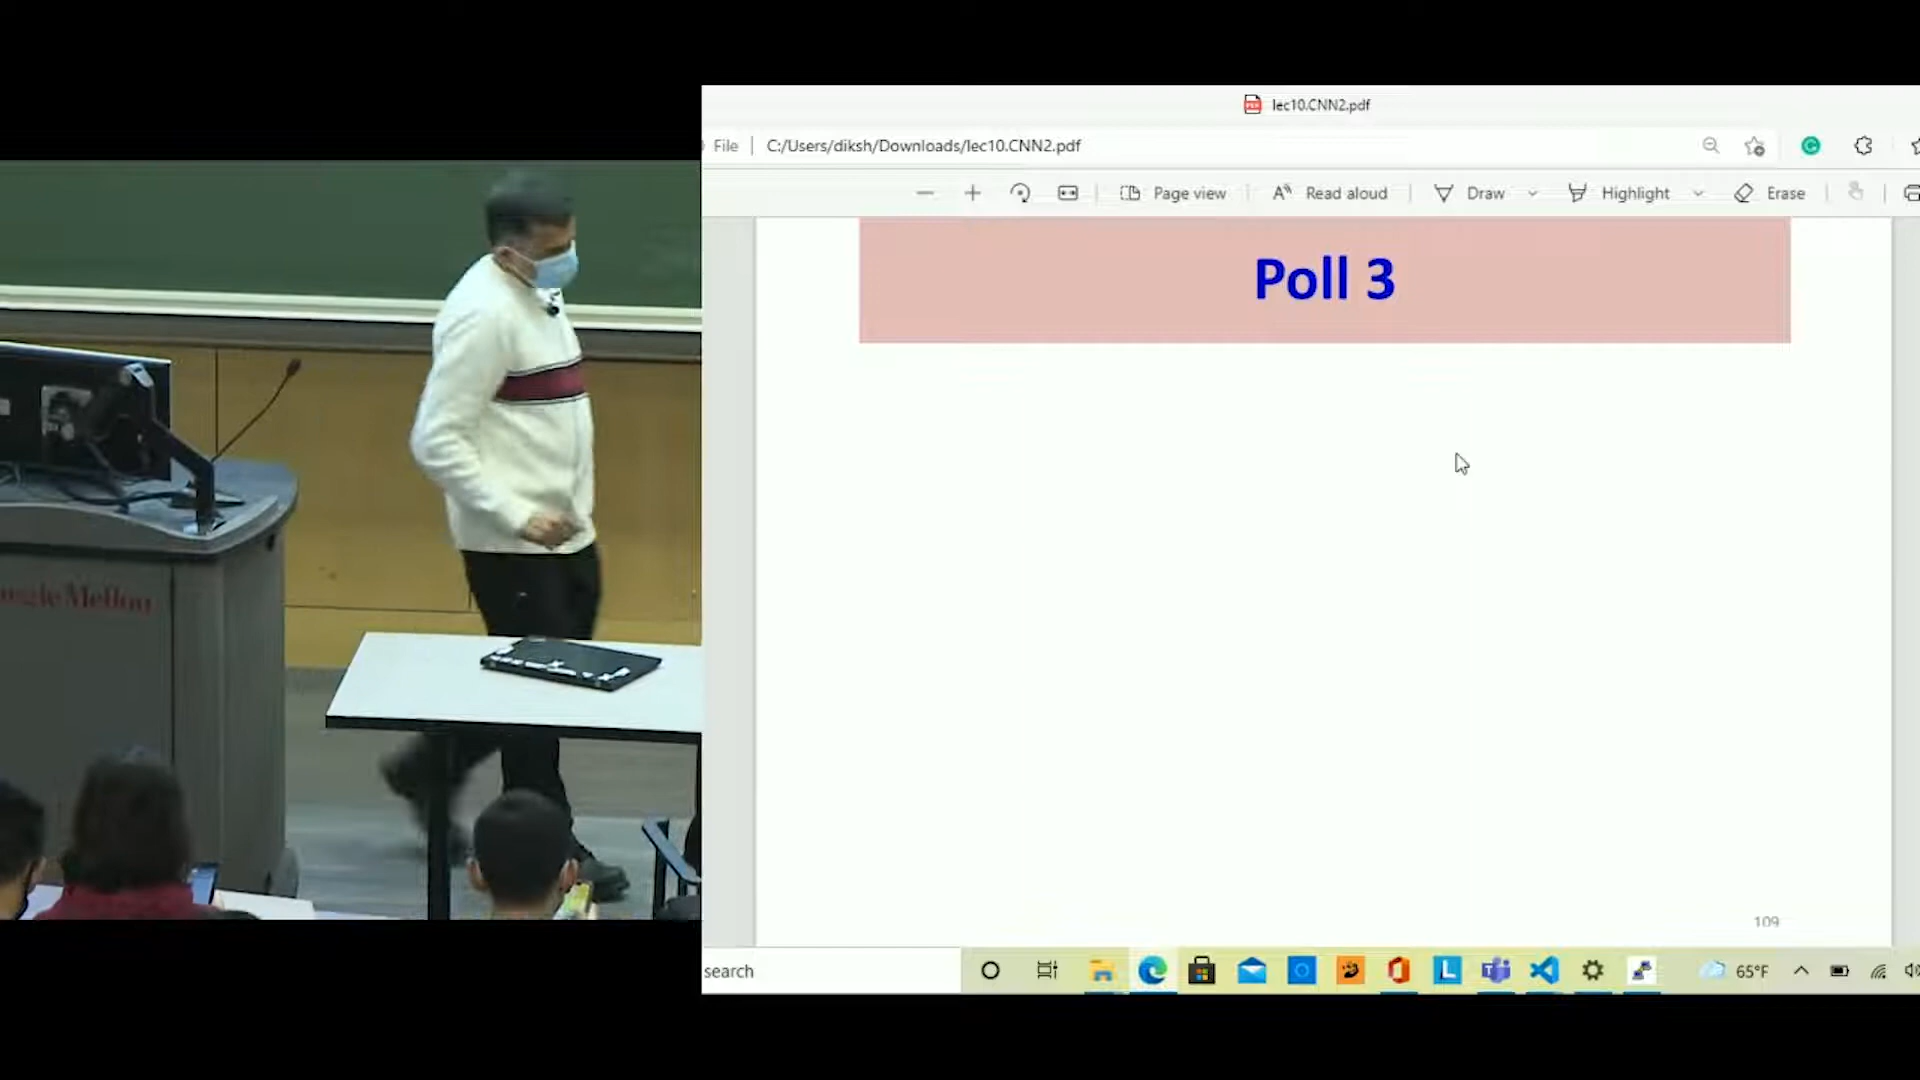 lec10.CNN2.pdf
File
C:/Users/diksh/Downloads/lec10.CNN2.pdf
Page view
Read aloud
Draw
Highlight
Erase
Poll 3
109
search
65°F
Mellon